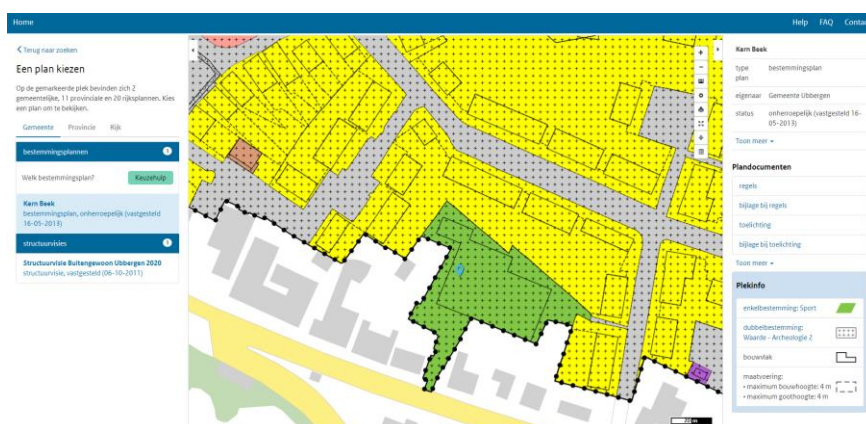 Home
Help FAQ Contac
Terug naar zoeken
Een plan kiezen
Op de gemarkeerde plek bevinden zich 2
gemeentelijke, 11 provinciale en 20 rijksplannen. Kies
een plan om te bekijken.
Gemeente Provincie Rijk
bestemmingsplannen 1
Welk bestemmingsplan? Keuzehulp
Kern Beek
bestemmingsplan, onherroepelijk (vastgesteld
16-05-2013)
structuurvisies 1
Structuurvisie Buitengewoon Ubbergen 2020
structuurvisie, vastgesteld (06-10-2011)
Kern Beek
type plan bestemmingsplan
eigenaar Gemeente Ubbergen
status onherroepelijk (vastgesteld 16-
05-2013)
Toon meer
Plandocumenten
regels
bijlage bij regels
toelichting
bijlage bij toelichting
Toon meer
Plekinfo
enkelbestemming: Sport
dubbelbestemming:
Waarde - Archeologie 2
bouwvlak
maatvoering:
• maximum bouwhoogte: 4 m
• maximum goothoogte: 4 m